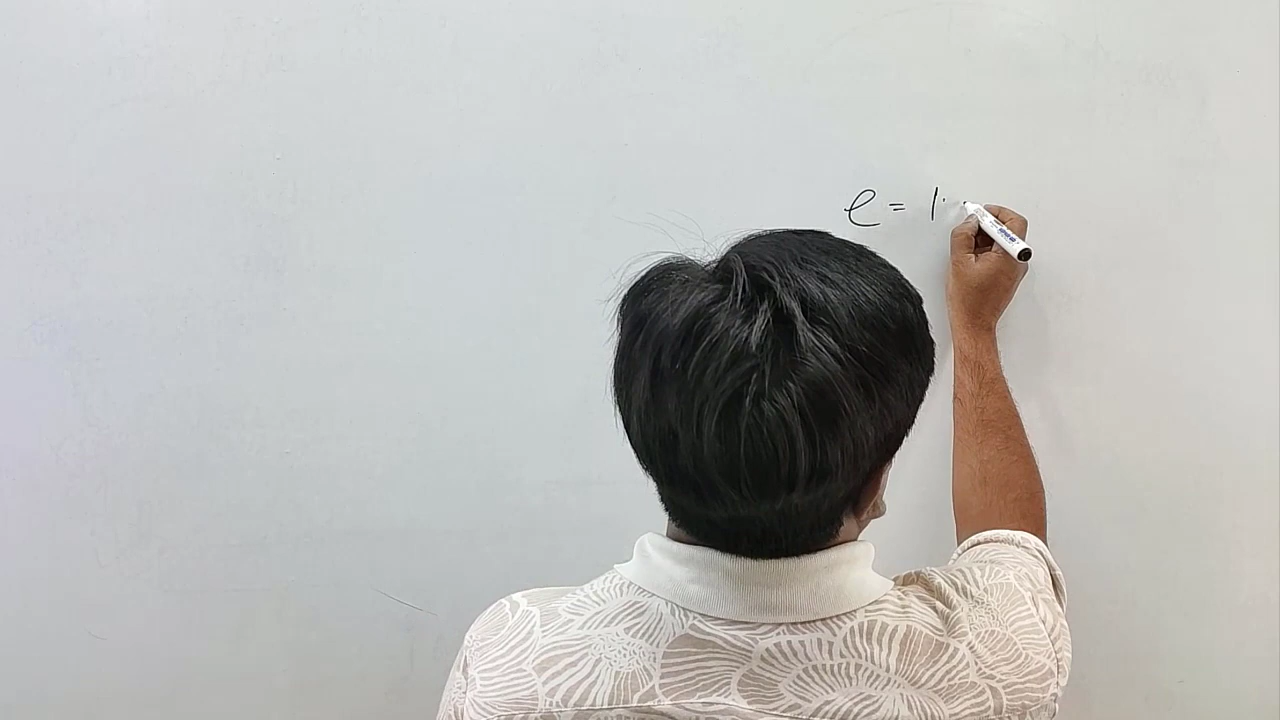 e = 1.